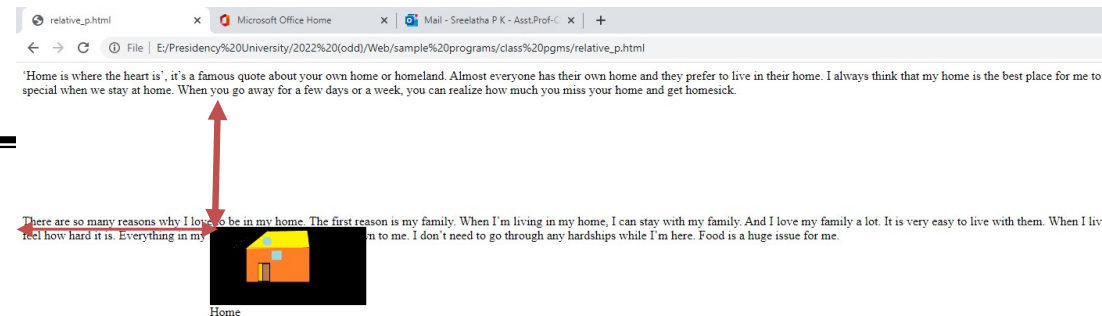 relative_p.html
Microsoft Office Home
Mail - Sreelatha P K - Asst.Prof-C
File | E:/Presidency%20University/2022%20(odd)/Web/sample%20programs/class%20pgms/relative_p.html
‘Home is where the heart is’, it’s a famous quote about your own home or homeland. Almost everyone has their own home and they prefer to live in their home. I always think that my home is the best place for me to
special when we stay at home. When you go away for a few days or a week, you can realize how much you miss your home and get homesick.
There are so many reasons why I love to be in my home. The first reason is my family. When I’m living in my home, I can stay with my family. And I love my family a lot. It is very easy to live with them. When I liv
feel how hard it is. Everything in my to me. I don’t need to go through any hardships while I’m here. Food is a huge issue for me.
Home